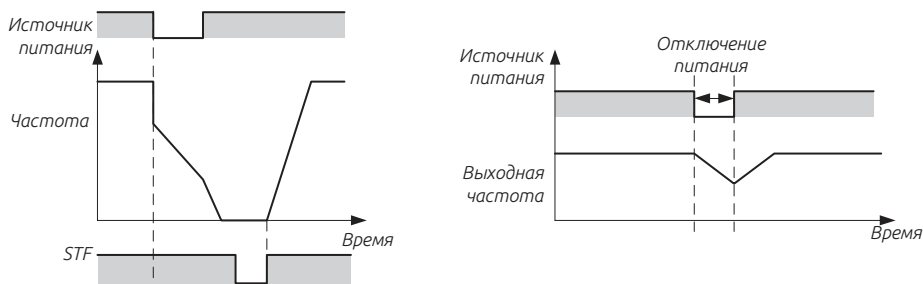 Источник
питания
Частота
Время
STF
Источник
питания
Отключение
питания
Выходная
частота
Время